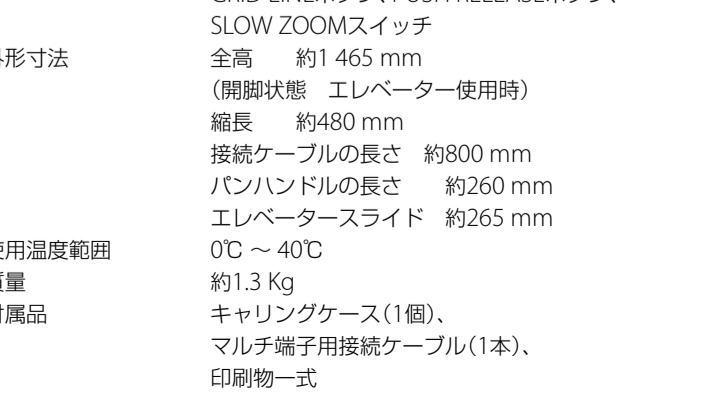 SLOW ZOOMスイッチ
外形寸法 全高 約1 465 mm
（開脚状態 エレベーター使用時）
縮長 約480 mm
接続ケーブルの長さ 約800 mm
パンハンドルの長さ 約260 mm
エレベータースライド 約265 mm
使用温度範囲 0℃ ～ 40℃
質量 約1.3 Kg
付属品 キャリングケース（1個）、
マルチ端子用接続ケーブル（1本）、
印刷物一式